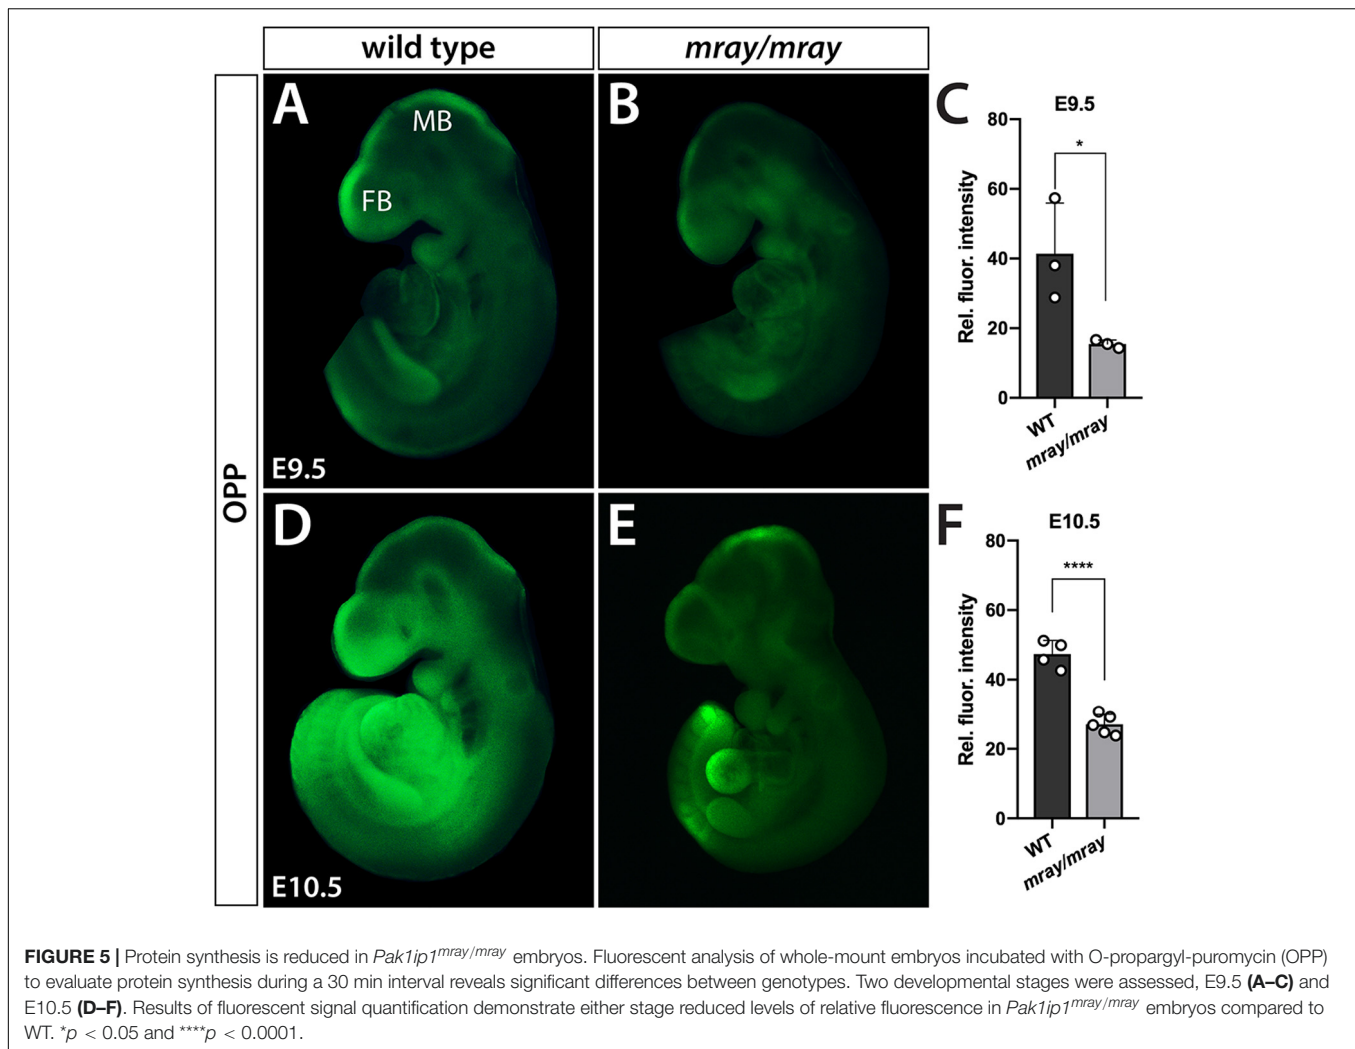 wild type
mray/mray
OPP
A
MB
FB
E9.5
B
C
E9.5
80
60
40
20
0
Rel. fluor. intensity
*
WT
mray/mray
D
E10.5
E
F
E10.5
80
60
40
20
0
Rel. fluor. intensity
****
WT
mray/mray
FIGURE 5 | Protein synthesis is reduced in Pak1ip1mray/mray embryos. Fluorescent analysis of whole-mount embryos incubated with O-propargyl-puromycin (OPP)
to evaluate protein synthesis during a 30 min interval reveals significant differences between genotypes. Two developmental stages were assessed, E9.5 (A–C) and
E10.5 (D–F). Results of fluorescent signal quantification demonstrate either stage reduced levels of relative fluorescence in Pak1ip1mray/mray embryos compared to
WT. *p < 0.05 and ****p < 0.0001.